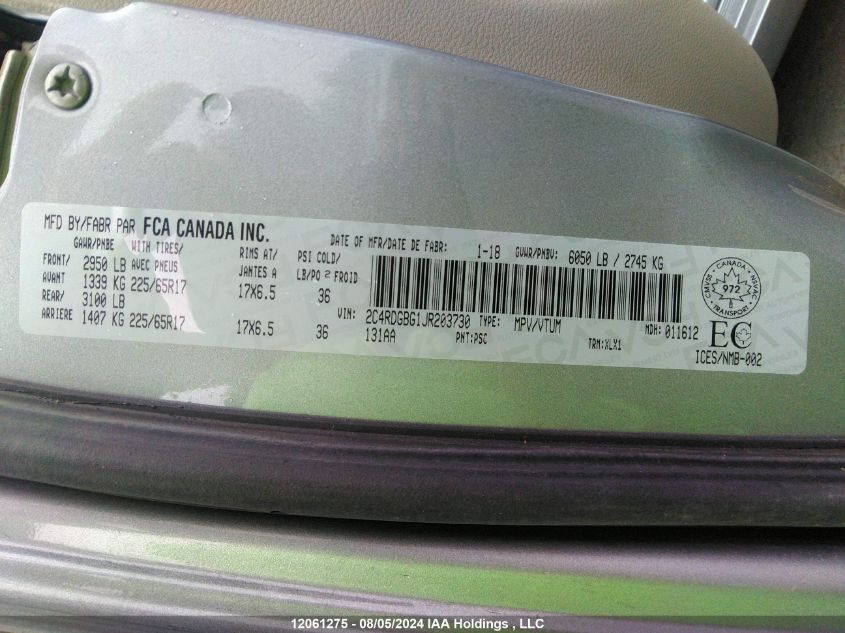 MFD BY/FABR PAR FCA CANADA INC. DATE OF MFR/DATE DE FABR: 1-18 GVWR/PNBV: 6050 LB / 2745 KG
GAWR/PNBE WITH TIRES/ RIMS AT/ PSI COLD/
FRONT/ 2950 LB AVEC PNEUS JANTES A LB/PO2 FROID
AVANT 1339 KG 225/65R17 17X6.5 36
REAR/ 3100 LB VIN: 2C4RDGBG1JR203730 TYPE: MPV/VTUM MDH: 011612
ARRIERE 1407 KG 225/65R17 17X6.5 36 131AA PNT:PSC TRM:XLX1
CMVSS CANADA NSVAC
972
TRANSPORT
EC
ICES/NMB-002
12061275 - 08/05/2024 IAA Holdings , LLC